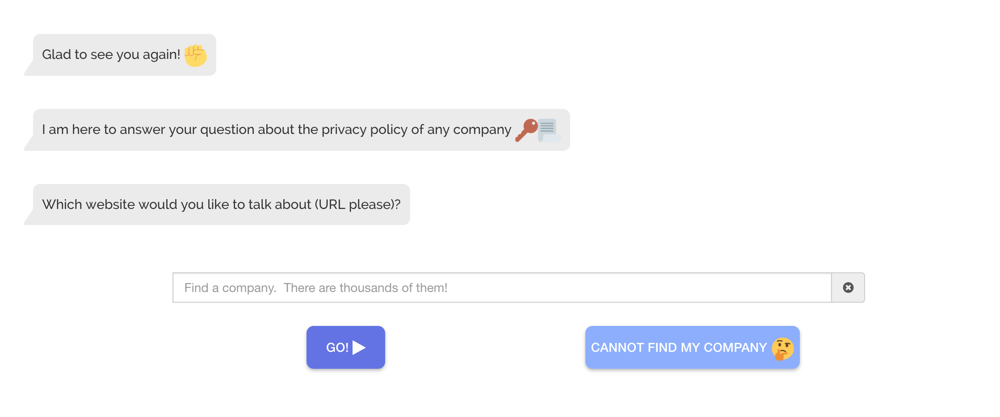 Glad to see you again! ✊
I am here to answer your question about the privacy policy of any company 🔑📜
Which website would you like to talk about (URL please)?
Find a company.  There are thousands of them!
GO! ▶
CANNOT FIND MY COMPANY 🤔